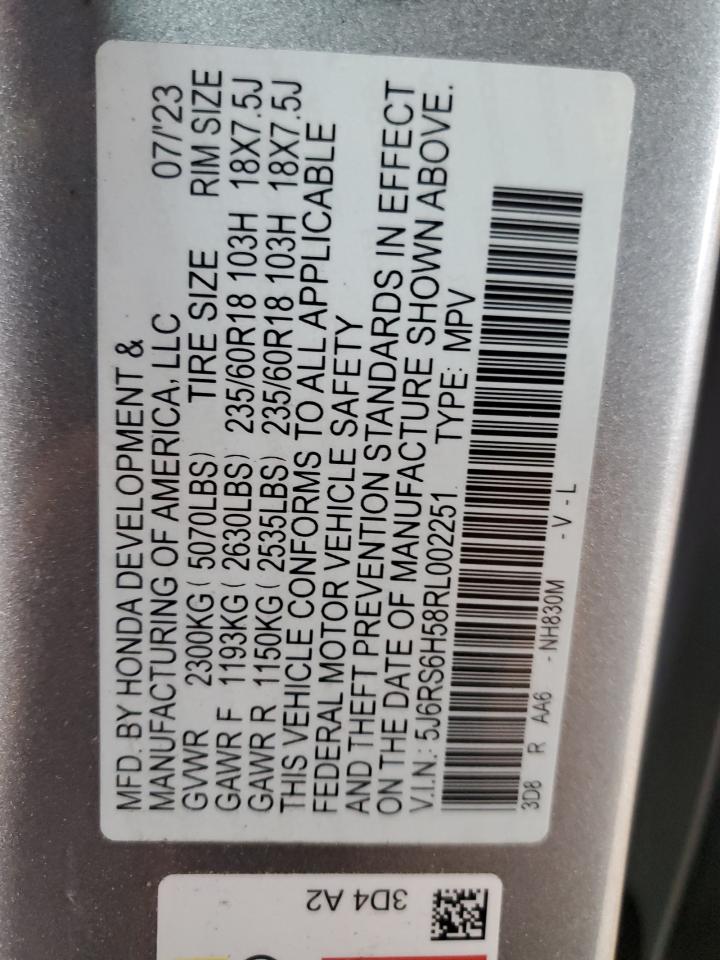 MFD. BY HONDA DEVELOPMENT &
MANUFACTURING OF AMERICA, LLC 07/'23
GVWR 2300KG ( 5070LBS) TIRE SIZE RIM SIZE
GAWR F 1193KG ( 2630LBS) 235/60R18 103H 18X7.5J
GAWR R 1150KG ( 2535LBS) 235/60R18 103H 18X7.5J
THIS VEHICLE CONFORMS TO ALL APPLICABLE
FEDERAL MOTOR VEHICLE SAFETY
AND THEFT PREVENTION STANDARDS IN EFFECT
ON THE DATE OF MANUFACTURE SHOWN ABOVE.
V.I.N.: 5J6RS6H58RL002251 TYPE: MPV
3D8 R AA6 -NH830M -V-L
3D4 A2